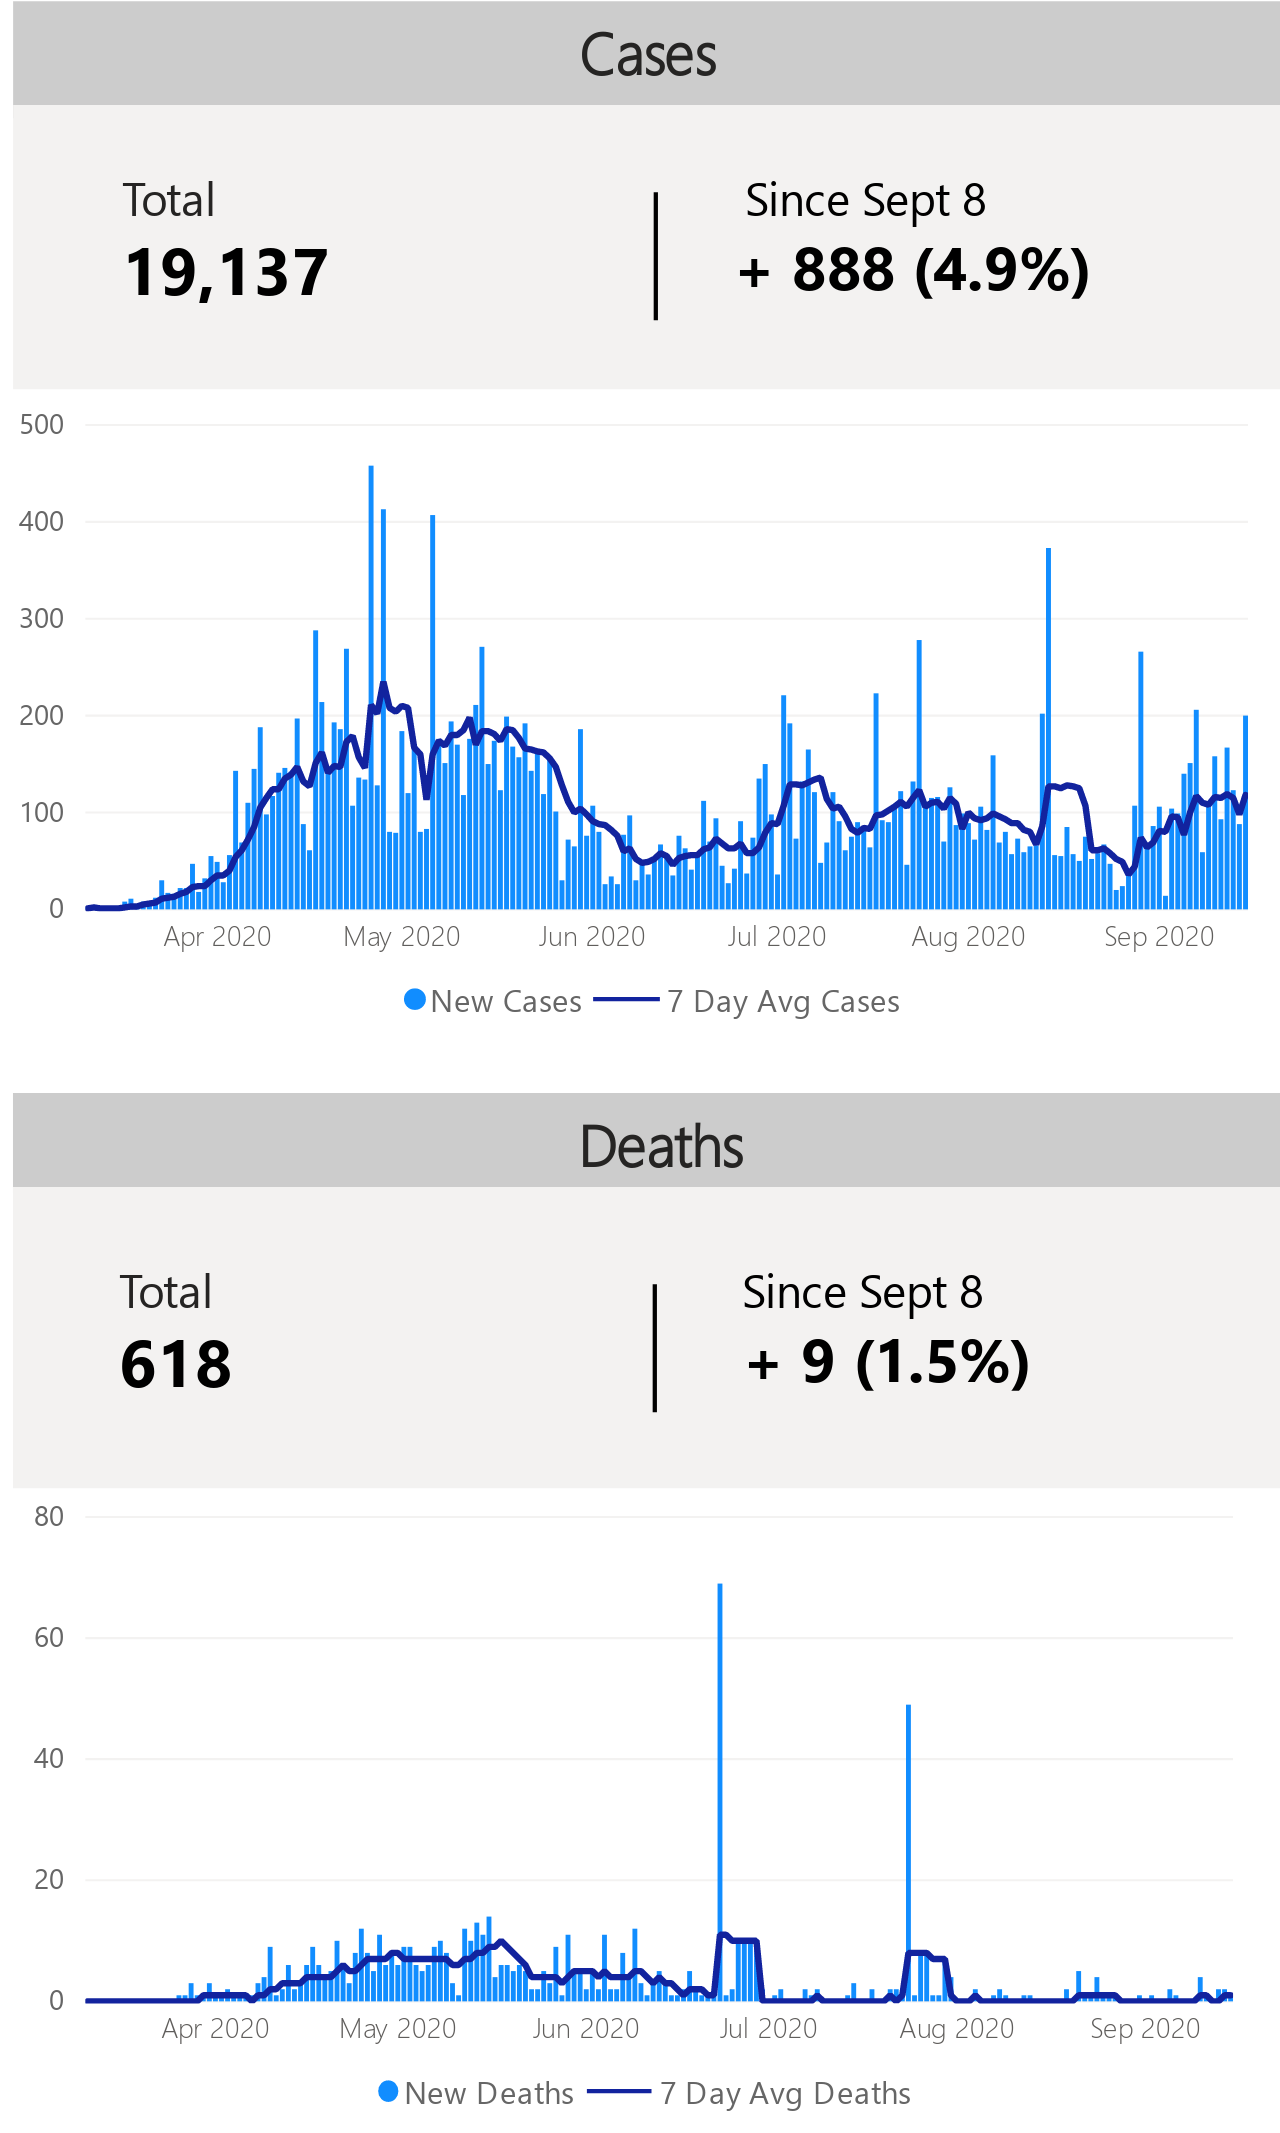 Cases
Total
Since Sept 8
19,137
+ 888 (4.9%)
500
400
300
200
100
0
Apr 2020 May 2020 Jun 2020 Jul 2020 Aug 2020 Sep 2020
New Cases 7 Day Avg Cases
Deaths
Total
Since Sept 8
618
+ 9 (1.5%)
80
60
40
20
0
Apr 2020 May 2020 Jun 2020 Jul 2020 Aug 2020 Sep 2020
New Deaths 7 Day Avg Deaths